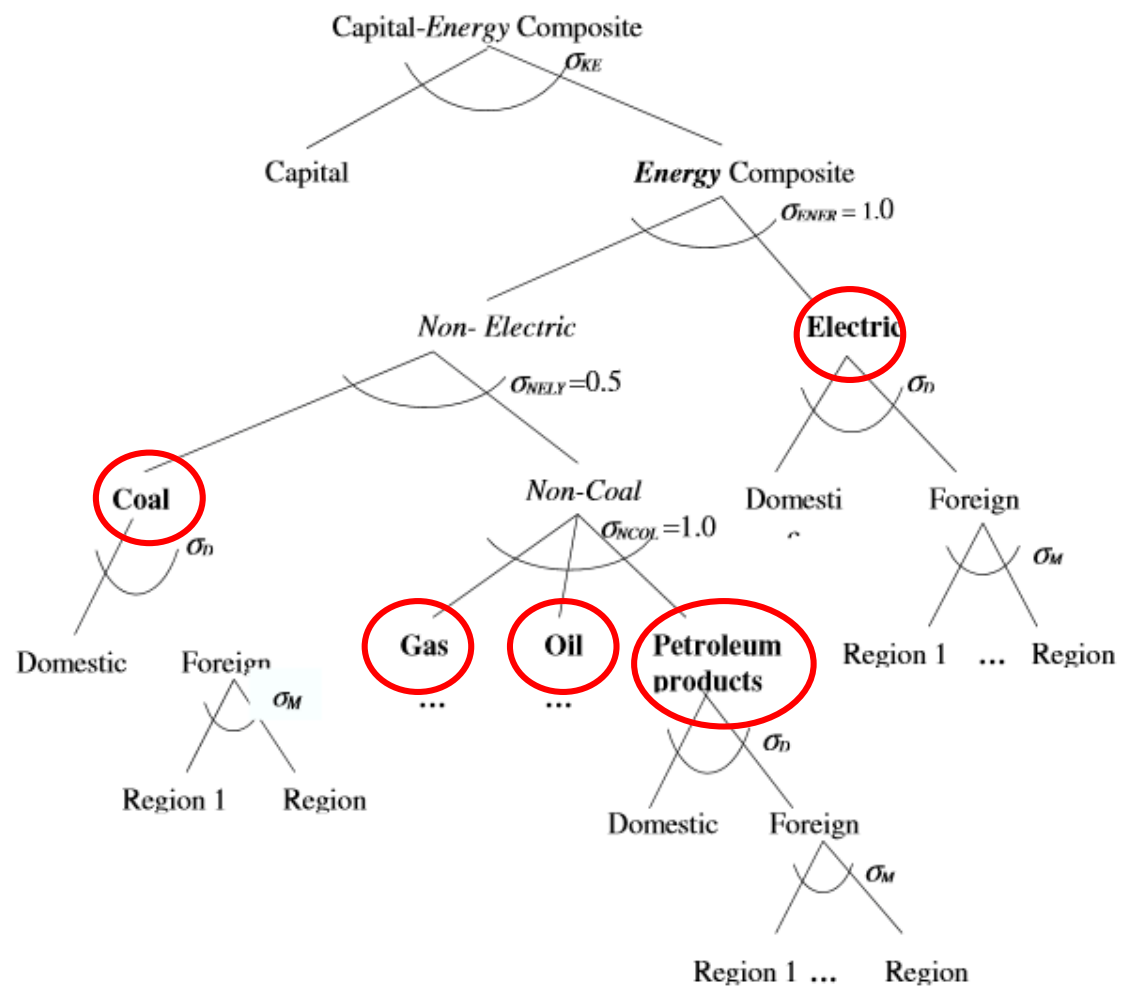 Capital-Energy Composite
σKE
Capital
Energy Composite
σENER = 1.0
Non- Electric
Electric
σNELY =0.5
σD
Coal
Non-Coal
Domesti
Foreign
σNCOL =1.0
σD
σM
Gas
Oil
Petroleum
products
Domestic
Foreign
Region 1 ... Region
...
...
σM
σD
Region 1
Region
Domestic
Foreign
σM
Region 1 ... Region